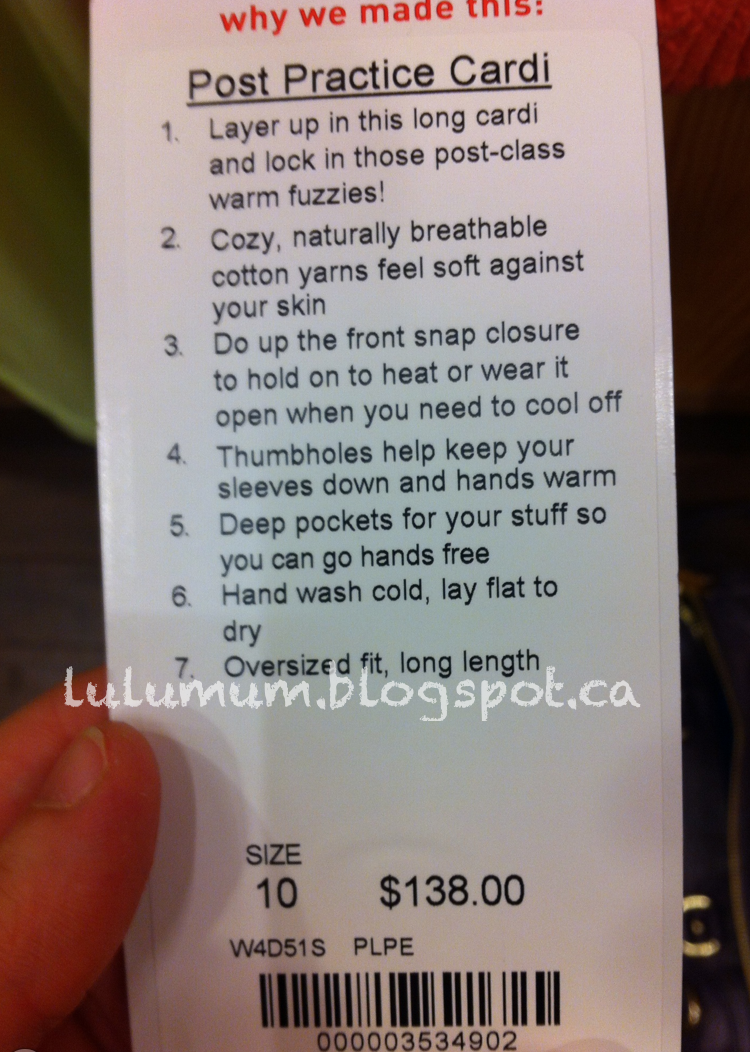 why we made this:
Post Practice Cardi
1. Layer up in this long cardi
and lock in those post-class
warm fuzzies!
2. Cozy, naturally breathable
cotton yarns feel soft against
your skin
3. Do up the front snap closure
to hold on to heat or wear it
open when you need to cool off
4. Thumbholes help keep your
sleeves down and hands warm
5. Deep pockets for your stuff so
you can go hands free
6. Hand wash cold, lay flat to
dry
7. Oversized fit, long length
lulumum.blogspot.ca
SIZE
10 $138.00
W4D51S PLPE
000003534902